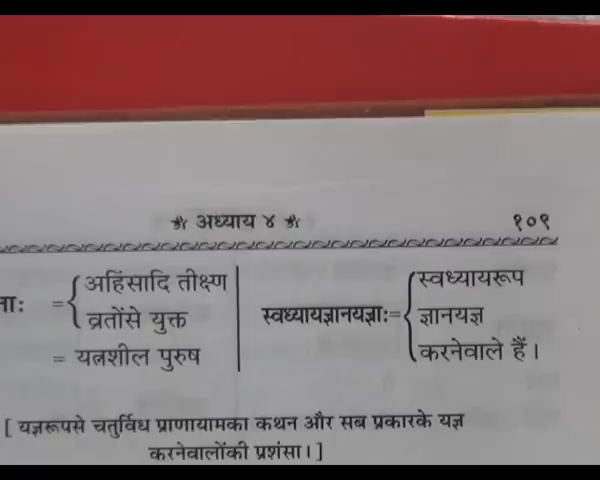 अध्याय ४ १०९
ाः = अहिंसादि तीक्ष्ण
व्रतोंसे युक्त
= यत्नशील पुरुष
स्वध्यायज्ञानयज्ञाः= स्वध्यायरूप
ज्ञानयज्ञ
करनेवाले हैं।
[ यज्ञरूपसे चतुर्विध प्राणायामका कथन और सब प्रकारके यज्ञ
करनेवालोंकी प्रशंसा। ]